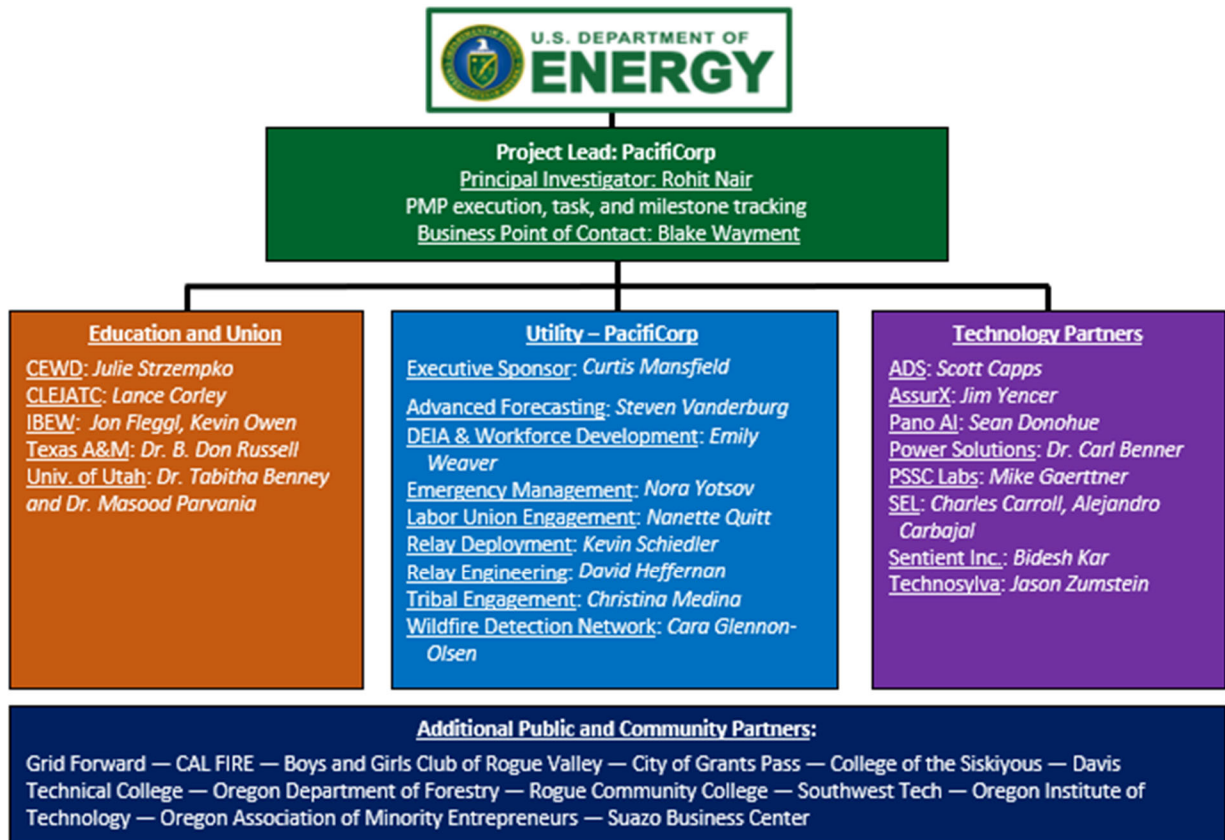 U.S. DEPARTMENT OF
ENERGY
Project Lead: PacifiCorp
Principal Investigator: Rohit Nair
PMP execution, task, and milestone tracking
Business Point of Contact: Blake Wayment
Education and Union
CEWD: Julie Strzempko
CLEJATC: Lance Corley
IBEW: Jon Fleggl, Kevin Owen
Texas A&M: Dr. B. Don Russell
Univ. of Utah: Dr. Tabitha Benney
and Dr. Masood Parvania
Utility – PacifiCorp
Executive Sponsor: Curtis Mansfield
Advanced Forecasting: Steven Vanderburg
DEIA & Workforce Development: Emily
Weaver
Emergency Management: Nora Yotsov
Labor Union Engagement: Nanette Quitt
Relay Deployment: Kevin Schiedler
Relay Engineering: David Heffernan
Tribal Engagement: Christina Medina
Wildfire Detection Network: Cara Glennon-
Olsen
Technology Partners
ADS: Scott Capps
AssurX: Jim Yencer
Pano AI: Sean Donohue
Power Solutions: Dr. Carl Benner
PSSC Labs: Mike Gaerttner
SEL: Charles Carroll, Alejandro
Carbajal
Sentient Inc.: Bidesh Kar
Technosylva: Jason Zumstein
Additional Public and Community Partners:
Grid Forward — CAL FIRE — Boys and Girls Club of Rogue Valley — City of Grants Pass — College of the Siskiyous — Davis
Technical College — Oregon Department of Forestry — Rogue Community College — Southwest Tech — Oregon Institute of
Technology — Oregon Association of Minority Entrepreneurs — Suazo Business Center